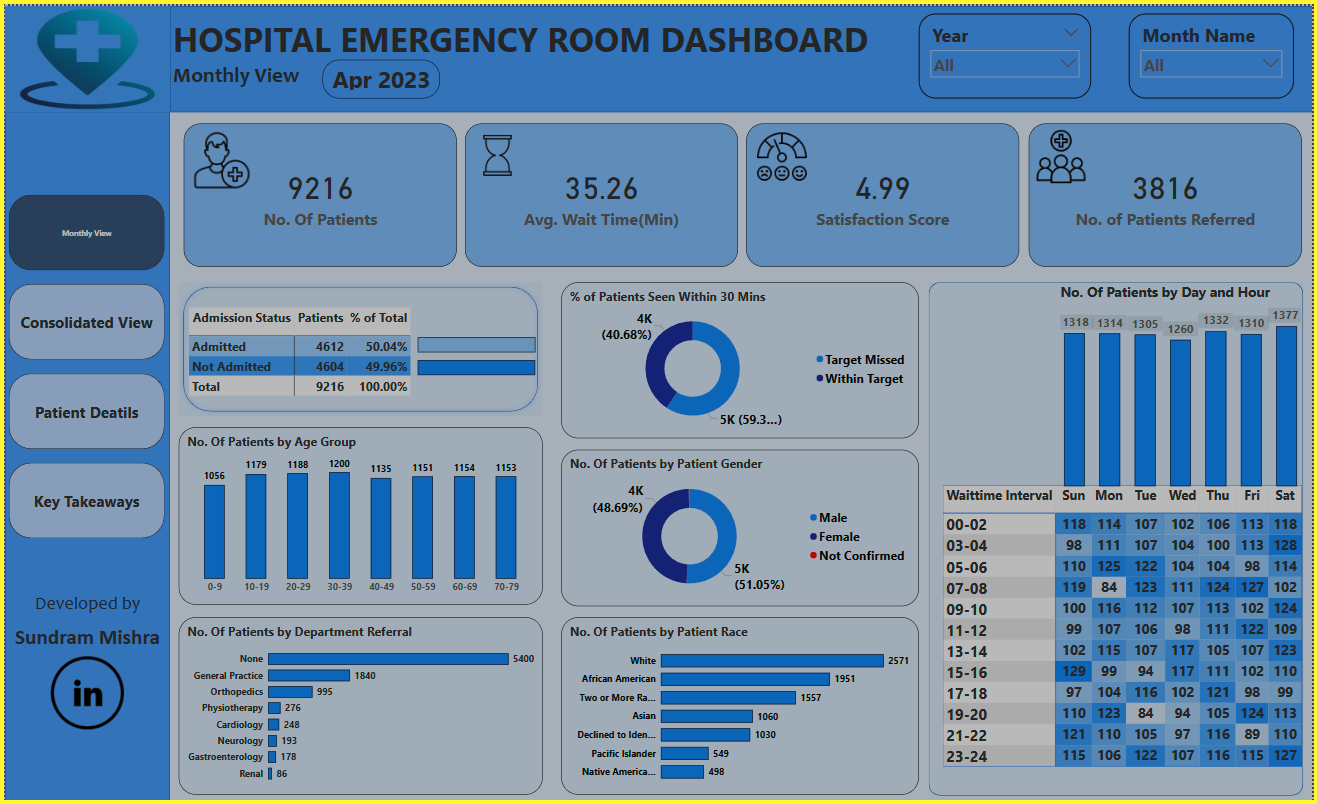 HOSPITAL EMERGENCY ROOM DASHBOARD
Monthly View
Apr 2023
Year
All
Month Name
All
Monthly View
Consolidated View
Patient Deatils
Key Takeaways
Developed by
Sundram Mishra
in
9216
No. Of Patients
35.26
Avg. Wait Time(Min)
4.99
Satisfaction Score
3816
No. of Patients Referred
Admission Status Patients % of Total
Admitted 4612 50.04%
Not Admitted 4604 49.96%
Total 9216 100.00%
% of Patients Seen Within 30 Mins
4K
(40.68%)
5K (59.3...)
Target Missed
Within Target
No. Of Patients by Age Group
1056 1179 1188 1200 1135 1151 1154 1153
0-9 10-19 20-29 30-39 40-49 50-59 60-69 70-79
No. Of Patients by Patient Gender
4K
(48.69%)
5K
(51.05%)
Male
Female
Not Confirmed
No. Of Patients by Department Referral
None 5400
General Practice 1840
Orthopedics 995
Physiotherapy 276
Cardiology 248
Neurology 193
Gastroenterology 178
Renal 86
No. Of Patients by Patient Race
White 2571
African American 1951
Two or More Ra... 1557
Asian 1060
Declined to Iden... 1030
Pacific Islander 549
Native America... 498
No. Of Patients by Day and Hour
1318 1314 1305 1260 1332 1310 1377
Waittime Interval Sun Mon Tue Wed Thu Fri Sat
00-02 118 114 107 102 106 113 118
03-04 98 111 107 104 100 113 128
05-06 110 125 122 104 104 98 114
07-08 119 84 123 111 124 127 102
09-10 100 116 112 107 113 102 124
11-12 99 107 106 98 111 122 109
13-14 102 115 107 117 105 107 123
15-16 129 99 94 117 111 102 110
17-18 97 104 116 102 121 98 99
19-20 110 123 84 94 105 124 113
21-22 121 110 105 97 116 89 110
23-24 115 106 122 107 116 115 127